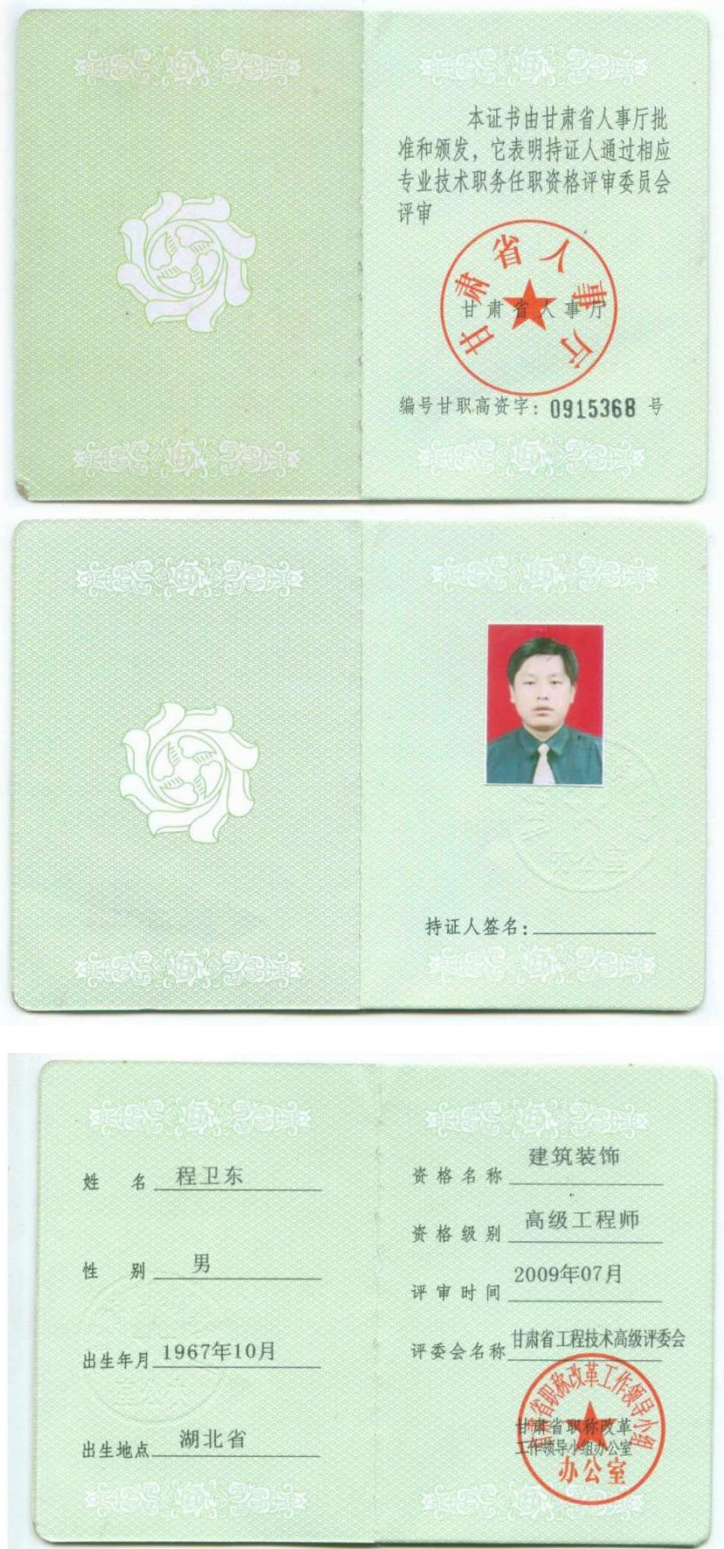 本证书由甘肃省人事厅批
准和颁发，它表明持证人通过相应
专业技术职务任职资格评审委员会
评审
甘肃省人事厅
甘肃省人事厅
编号甘职高资字：0915368 号
办公室
持证人签名：
姓 名 程卫东
性 别 男
出生年月 1967年10月
出生地点 湖北省
资格名称 建筑装饰
资格级别 高级工程师
评审时间 2009年07月
评委会名称 甘肃省工程技术高级评委会
甘肃省职称改革工作领导小组
甘肃省职称改革
工作领导小组办公室
办公室